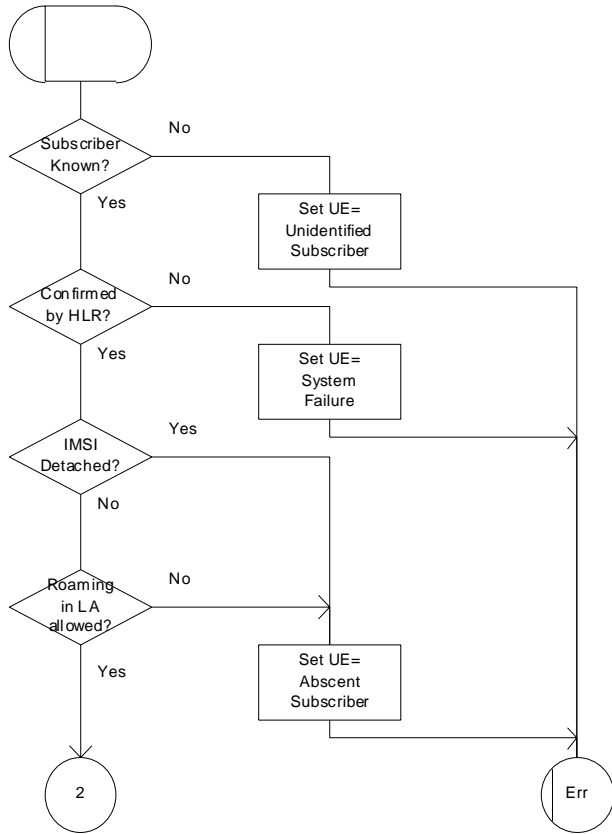 No
Subscriber
Known?
Yes
Set UE=
Unidentified
Subscriber
No
Confirmed
by HLR?
Yes
Set UE=
System
Failure
Yes
IMSI
Detached?
No
No
Roaming
in LA
allowed?
Yes
Set UE=
Abscent
Subscriber
2
Err